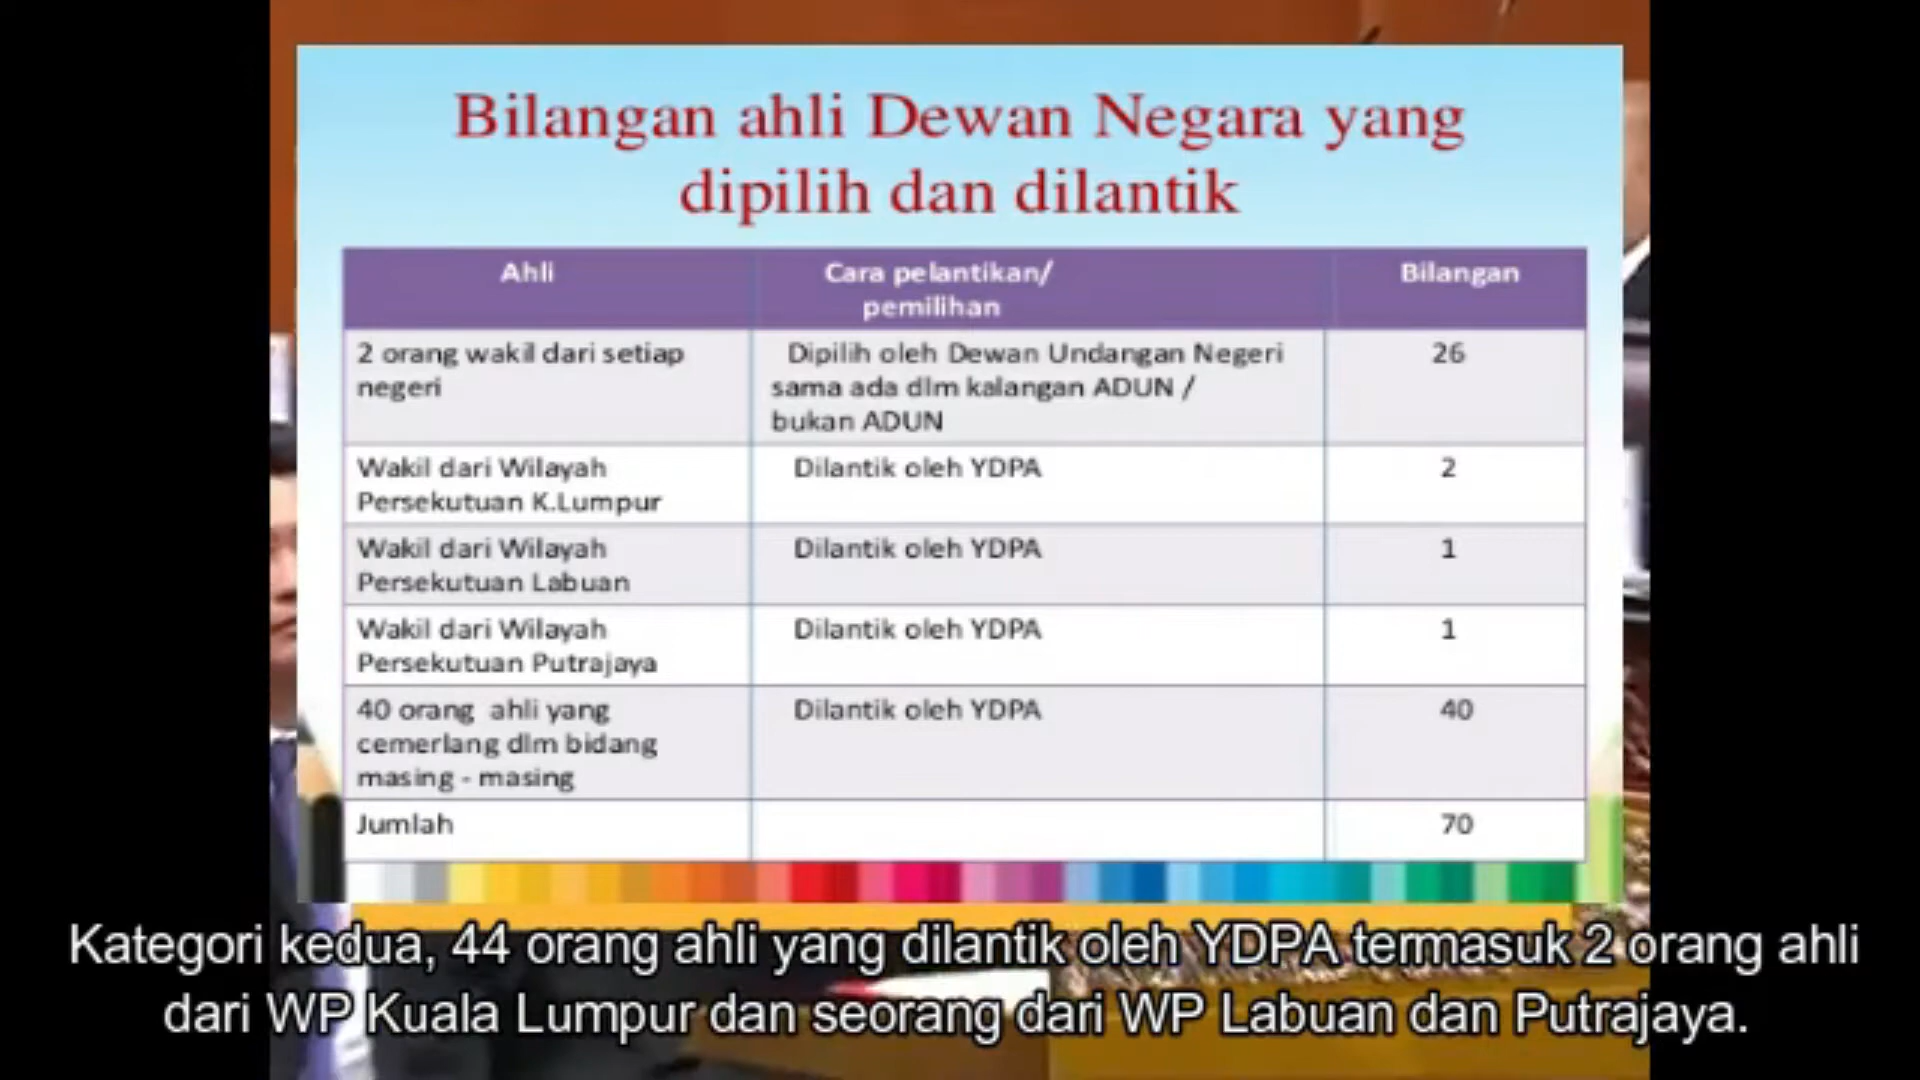 Bilangan ahli Dewan Negara yang
dipilih dan dilantik
Ahli
Cara pelantikan/
pemilihan
Bilangan
2 orang wakil dari setiap
negeri
Dipilih oleh Dewan Undangan Negeri
sama ada dlm kalangan ADUN /
bukan ADUN
26
Wakil dari Wilayah
Persekutuan K.Lumpur
Dilantik oleh YDPA
2
Wakil dari Wilayah
Persekutuan Labuan
Dilantik oleh YDPA
1
Wakil dari Wilayah
Persekutuan Putrajaya
Dilantik oleh YDPA
1
40 orang ahli yang
cemerlang dlm bidang
masing - masing
Dilantik oleh YDPA
40
Jumlah
70
Kategori kedua, 44 orang ahli yang dilantik oleh YDPA termasuk 2 orang ahli
dari WP Kuala Lumpur dan seorang dari WP Labuan dan Putrajaya.